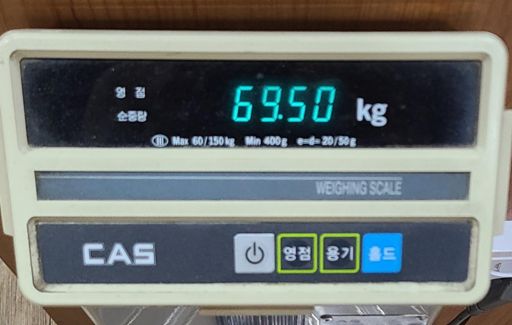 영 점
순중량
69.50 kg
Ⅲ Max 60/150kg Min 400g e=d= 20/50g
WEIGHING SCALE
CAS
영점 용기 홀드